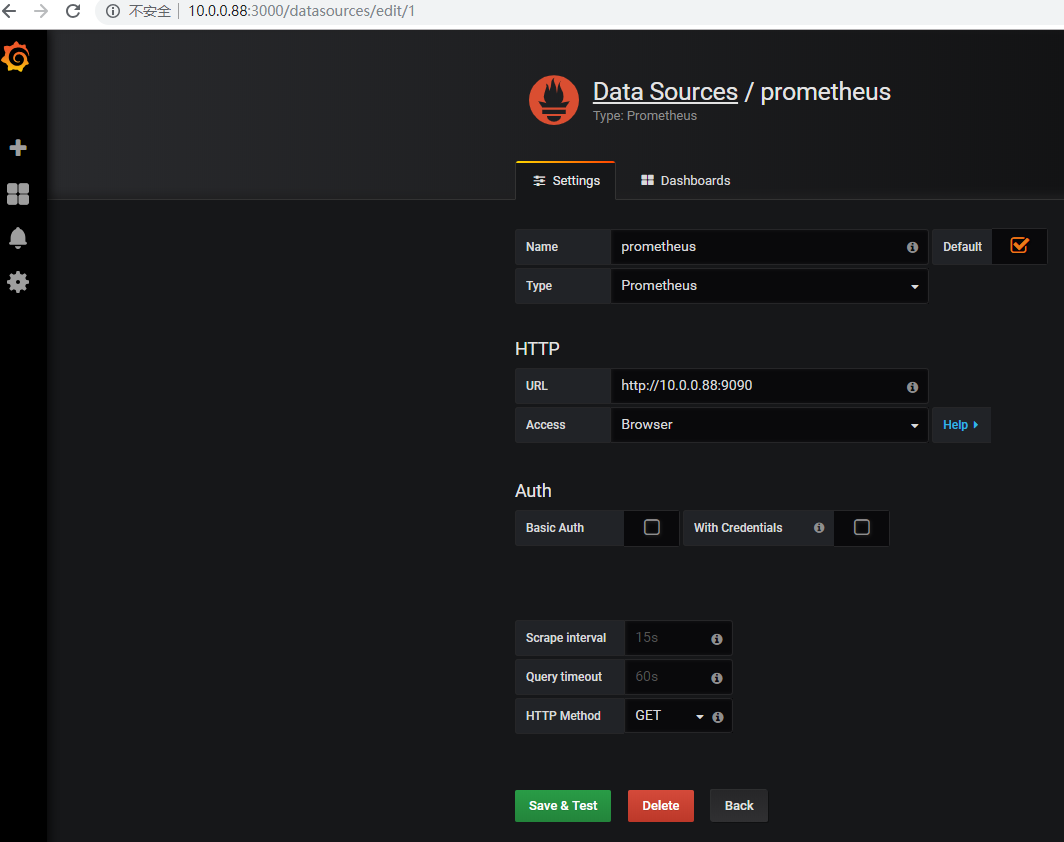 不安全 10.0.0.88:3000/datasources/edit/1
Data Sources / prometheus
Type: Prometheus
Settings Dashboards
Name prometheus Default
Type Prometheus
HTTP
URL http://10.0.0.88:9090
Access Browser Help
Auth
Basic Auth With Credentials
Scrape interval 15s
Query timeout 60s
HTTP Method GET
Save & Test Delete Back